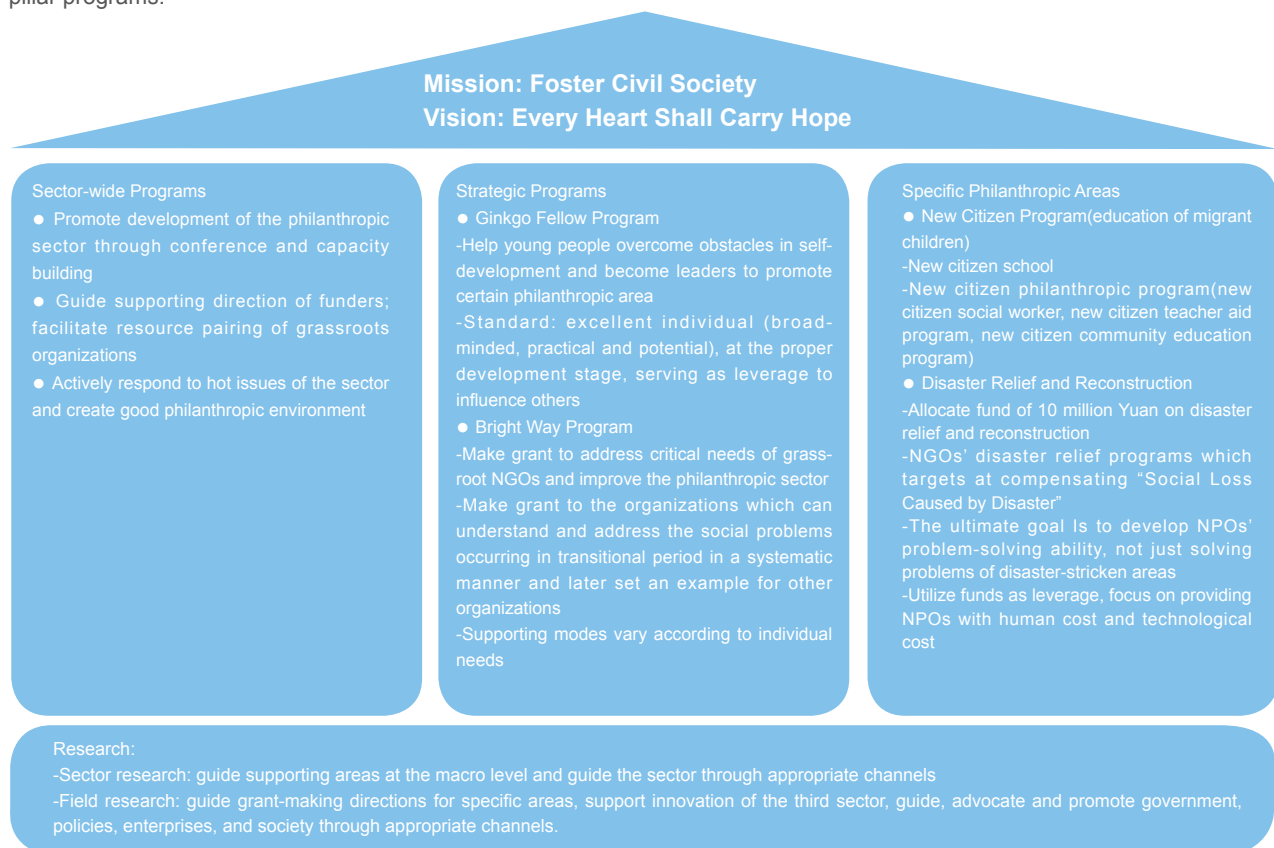 pillar programs.
Mission: Foster Civil Society
Vision: Every Heart Shall Carry Hope
Sector-wide Programs
● Promote development of the philanthropic
sector through conference and capacity
building
● Guide supporting direction of funders;
facilitate resource pairing of grassroots
organizations
● Actively respond to hot issues of the sector
and create good philanthropic environment
Strategic Programs
● Ginkgo Fellow Program
-Help young people overcome obstacles in self-
development and become leaders to promote
certain philanthropic area
-Standard: excellent individual (broad-
minded, practical and potential), at the proper
development stage, serving as leverage to
influence others
● Bright Way Program
-Make grant to address critical needs of grass-
root NGOs and improve the philanthropic sector
-Make grant to the organizations which can
understand and address the social problems
occurring in transitional period in a systematic
manner and later set an example for other
organizations
-Supporting modes vary according to individual
needs
Specific Philanthropic Areas
● New Citizen Program(education of migrant
children)
-New citizen school
-New citizen philanthropic program(new
citizen social worker, new citizen teacher aid
program, new citizen community education
program)
● Disaster Relief and Reconstruction
-Allocate fund of 10 million Yuan on disaster
relief and reconstruction
-NGOs’ disaster relief programs which
targets at compensating “Social Loss
Caused by Disaster”
-The ultimate goal Is to develop NPOs’
problem-solving ability, not just solving
problems of disaster-stricken areas
-Utilize funds as leverage, focus on providing
NPOs with human cost and technological
cost
Research:
-Sector research: guide supporting areas at the macro level and guide the sector through appropriate channels
-Field research: guide grant-making directions for specific areas, support innovation of the third sector, guide, advocate and promote government,
policies, enterprises, and society through appropriate channels.